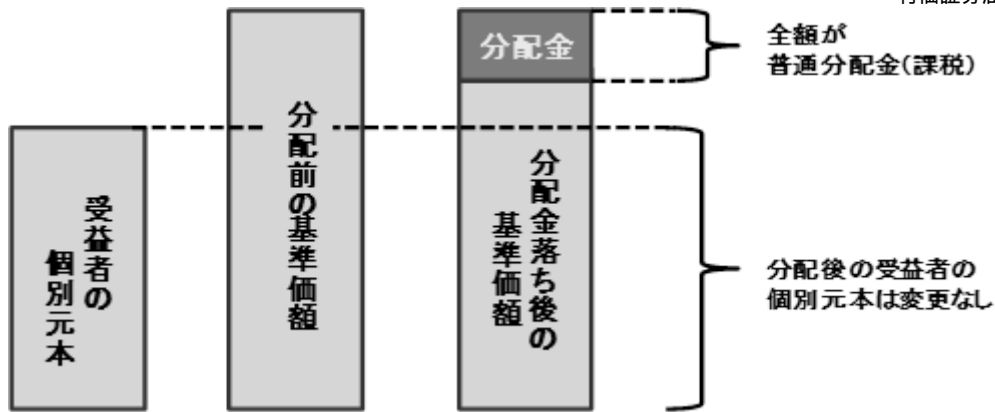 分配金
全額が
普通分配金(課税)
受益者の
個別元本
分配前の基準価額
分配金落ち後の
基準価額
分配後の受益者の
個別元本は変更なし